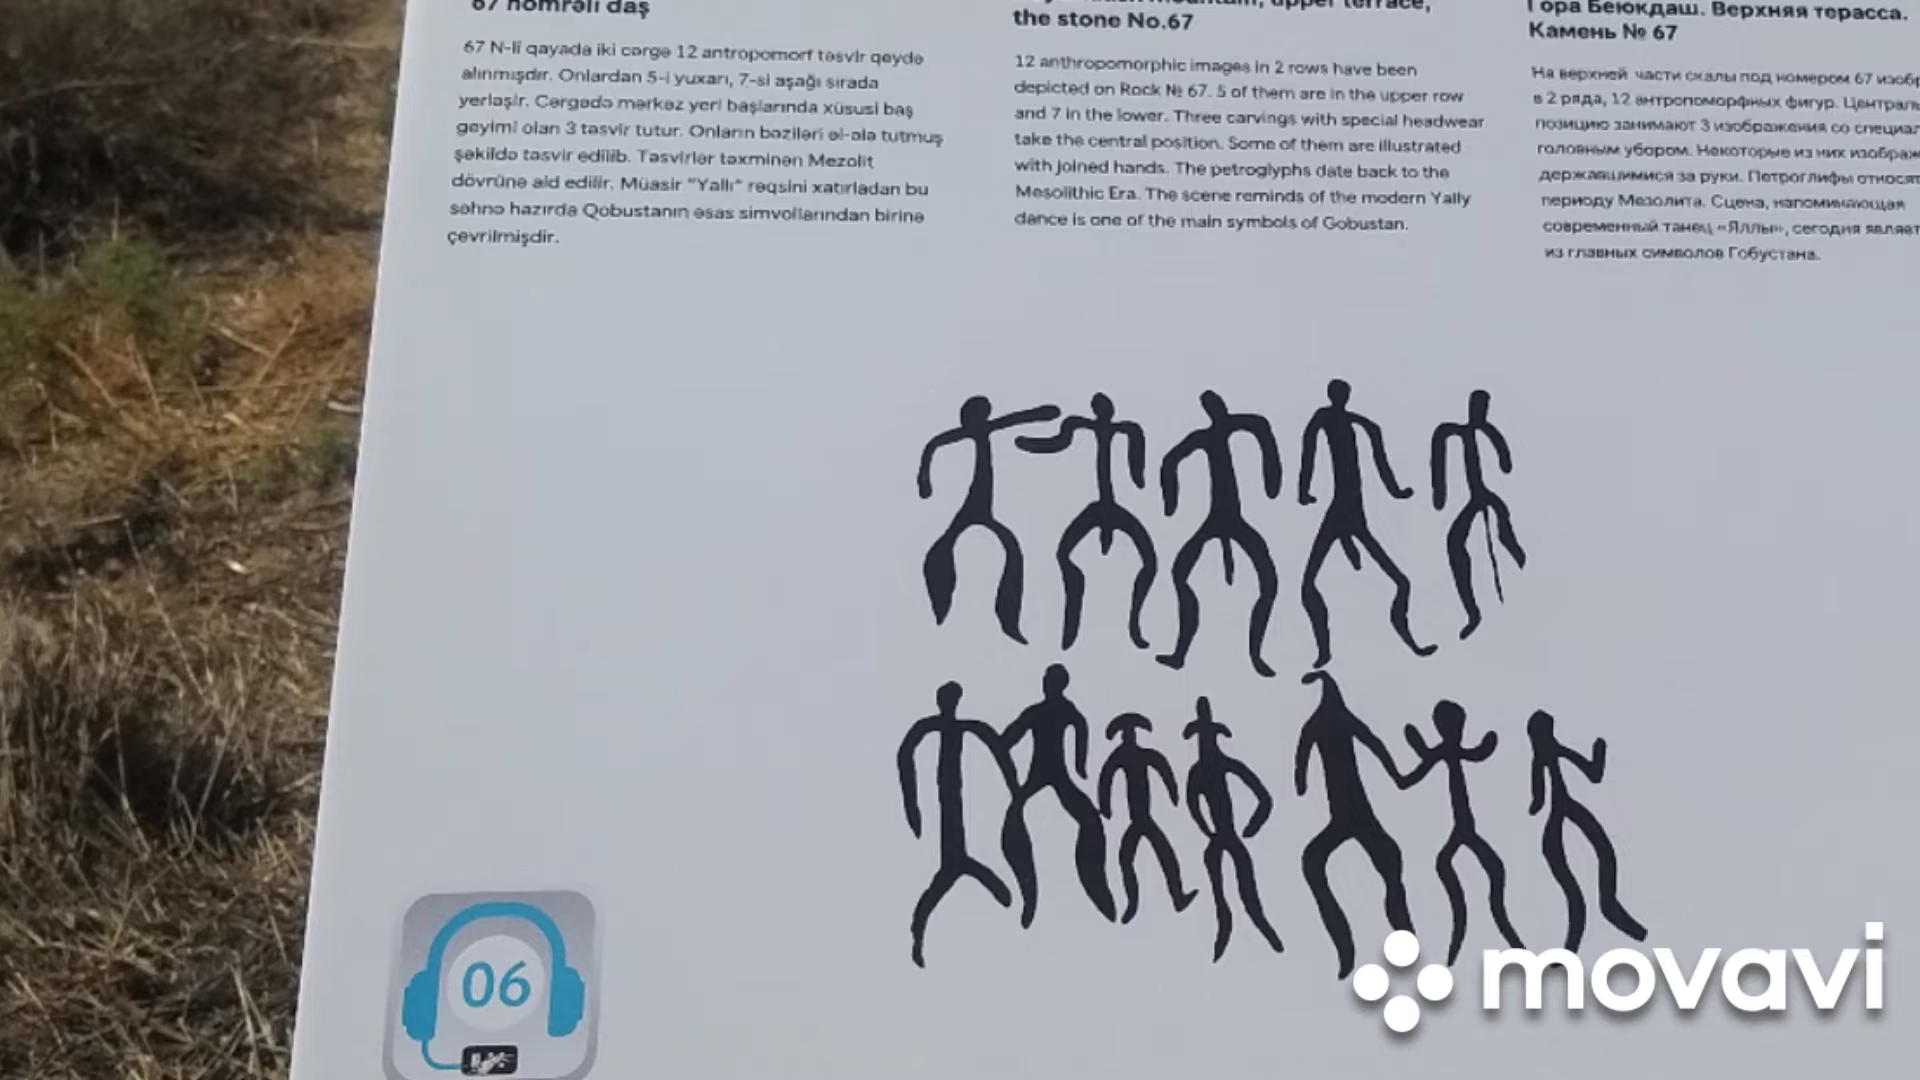 67 nömrəli daş
67 N-li qayada iki cərgə 12 antropomorf təsvir qeydə
alınmışdır. Onlardan 5-i yuxarı, 7-si aşağı sırada
yerləşir. Cərgədə mərkəz yeri başlarında xüsusi baş
geyimi olan 3 təsvir tutur. Onların bəziləri əl-ələ tutmuş
şəkildə təsvir edilib. Təsvirlər təxminən Mezolit
dövrünə aid edilir. Müasir "Yallı" rəqsini xatırladan bu
səhnə hazırda Qobustanın əsas simvollarından birinə
çevrilmişdir.
upper terrace,
the stone No.67
12 anthropomorphic images in 2 rows have been
depicted on Rock № 67. 5 of them are in the upper row
and 7 in the lower. Three carvings with special headwear
take the central position. Some of them are illustrated
with joined hands. The petroglyphs date back to the
Mesolithic Era. The scene reminds of the modern Yally
dance is one of the main symbols of Gobustan.
Гора Беюкдаш. Верхняя терасса.
Камень № 67
На верхней части скалы под номером 67 изобр
в 2 ряда, 12 антропоморфных фигур. Централь
позицию занимают 3 изображения со специал
головным убором. Некоторые из них изображ
державшимися за руки. Петроглифы относят
периоду Мезолита. Сцена, напоминающая
современный танец «Яллы», сегодня являет
из главных символов Гобустана.
06
movavi